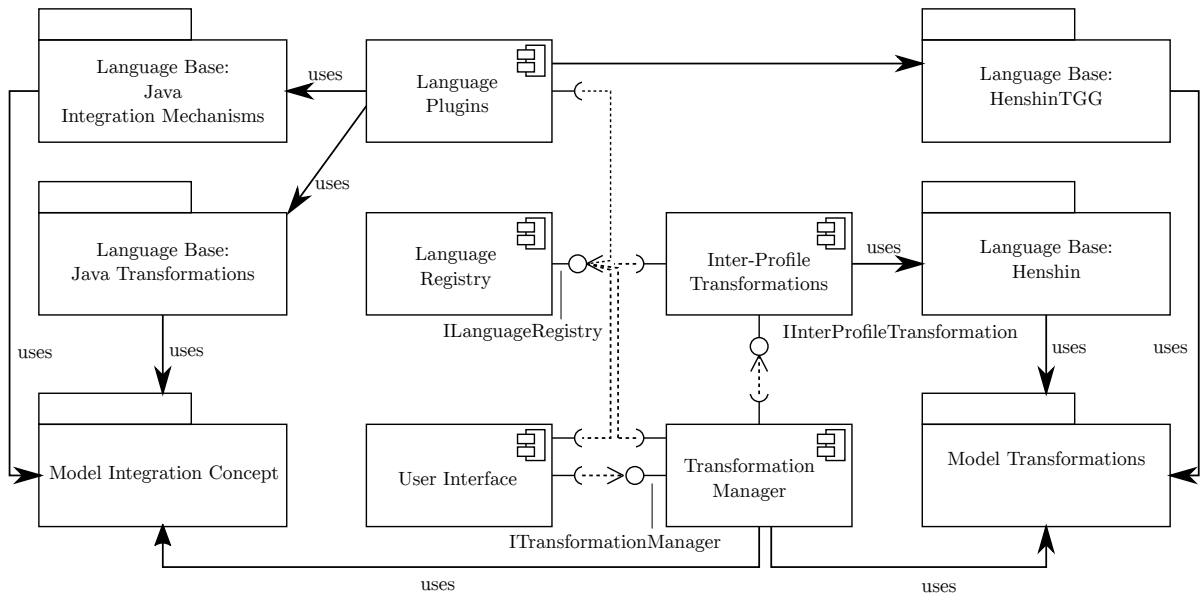 Language Base:
Java
Integration Mechanisms
uses
Language
Plugins
Language Base:
HenshinTGG
uses
Language Base:
Java Transformations
Language
Registry
Inter-Profile
Transformations
uses
Language Base:
Henshin
ILanguageRegistry
IInterProfileTransformation
uses
uses
uses
uses
Model Integration Concept
User Interface
Transformation
Manager
Model Transformations
ITransformationManager
uses
uses